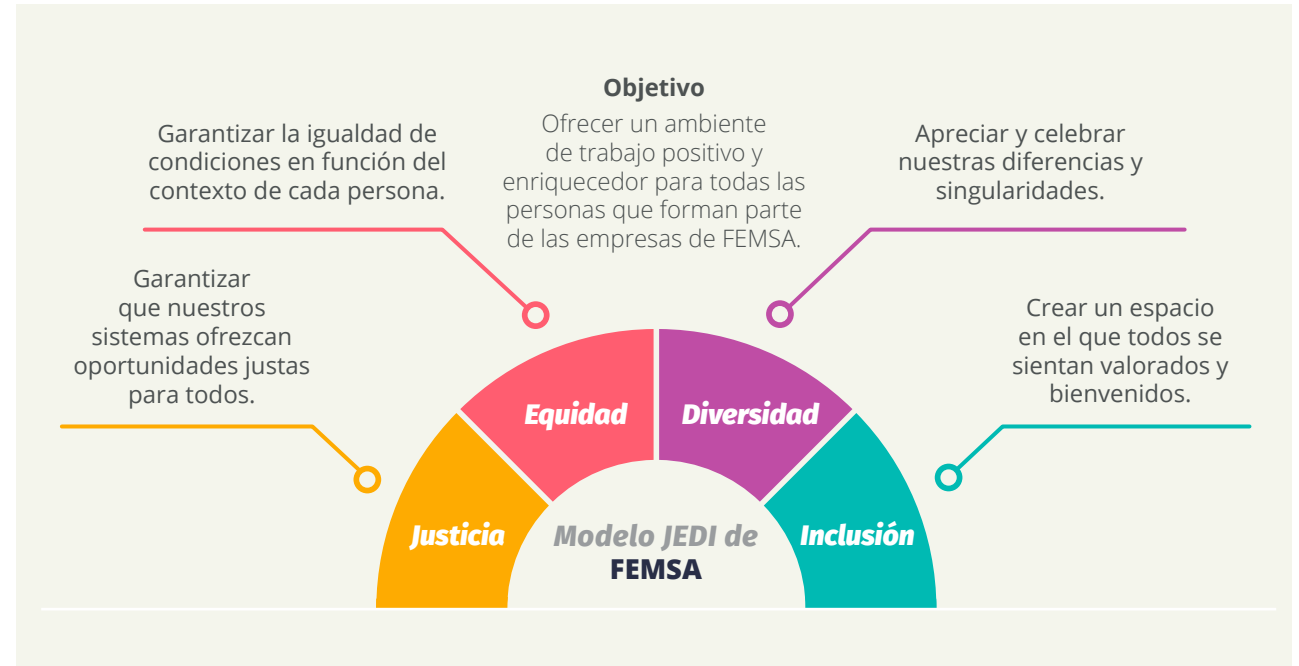 Objetivo
Ofrecer un ambiente
de trabajo positivo y
enriquecedor para todas las
personas que forman parte
de las empresas de FEMSA.
Garantizar la igualdad de
condiciones en función del
contexto de cada persona.
Apreciar y celebrar
nuestras diferencias y
singularidades.
Garantizar
que nuestros
sistemas ofrezcan
oportunidades justas
para todos.
Crear un espacio
en el que todos se
sientan valorados y
bienvenidos.
Equidad
Diversidad
Justicia
Inclusión
Modelo JEDI de
FEMSA